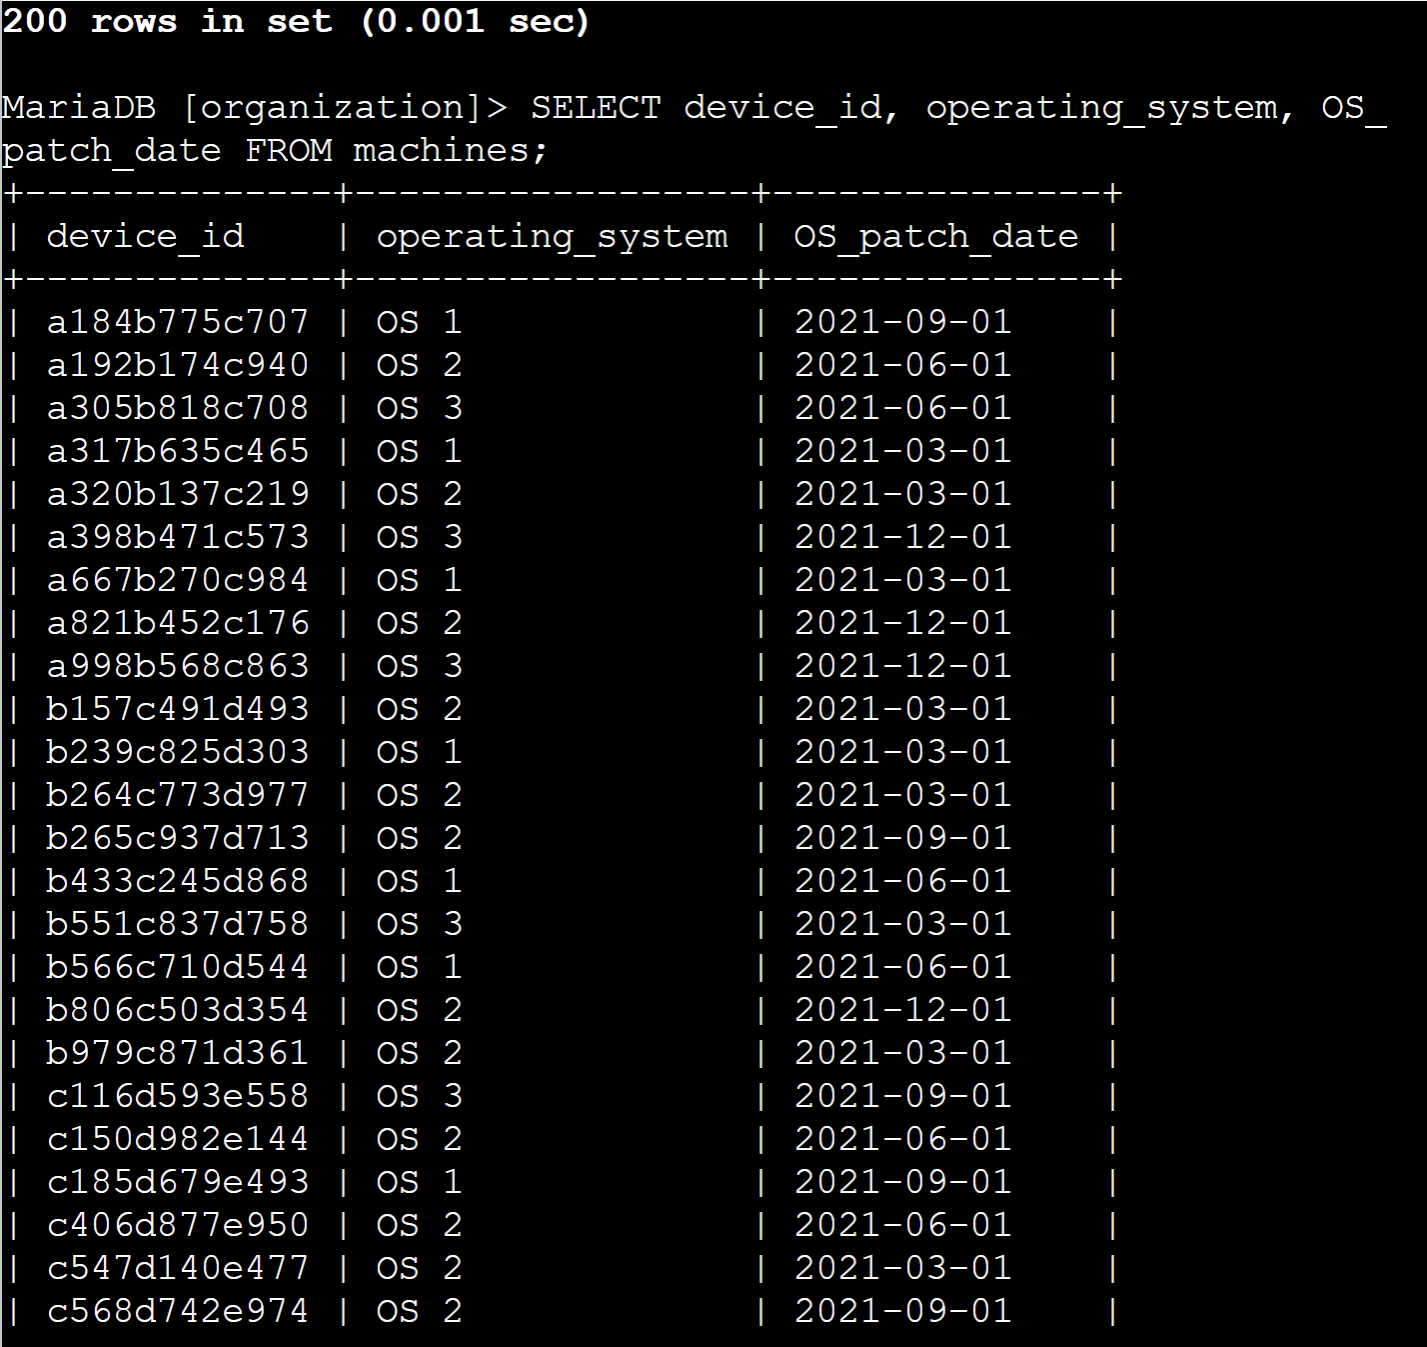 200 rows in set (0.001 sec)
MariaDB [organization]> SELECT device_id, operating_system, OS_
patch_date FROM machines;
+--------------+------------------+---------------+
| device_id    | operating_system | OS_patch_date |
+--------------+------------------+---------------+
| a184b775c707 | OS 1             | 2021-09-01    |
| a192b174c940 | OS 2             | 2021-06-01    |
| a305b818c708 | OS 3             | 2021-06-01    |
| a317b635c465 | OS 1             | 2021-03-01    |
| a320b137c219 | OS 2             | 2021-03-01    |
| a398b471c573 | OS 3             | 2021-12-01    |
| a667b270c984 | OS 1             | 2021-03-01    |
| a821b452c176 | OS 2             | 2021-12-01    |
| a998b568c863 | OS 3             | 2021-12-01    |
| b157c491d493 | OS 2             | 2021-03-01    |
| b239c825d303 | OS 1             | 2021-03-01    |
| b264c773d977 | OS 2             | 2021-03-01    |
| b265c937d713 | OS 2             | 2021-09-01    |
| b433c245d868 | OS 1             | 2021-06-01    |
| b551c837d758 | OS 3             | 2021-03-01    |
| b566c710d544 | OS 1             | 2021-06-01    |
| b806c503d354 | OS 2             | 2021-12-01    |
| b979c871d361 | OS 2             | 2021-03-01    |
| c116d593e558 | OS 3             | 2021-09-01    |
| c150d982e144 | OS 2             | 2021-06-01    |
| c185d679e493 | OS 1             | 2021-09-01    |
| c406d877e950 | OS 2             | 2021-06-01    |
| c547d140e477 | OS 2             | 2021-03-01    |
| c568d742e974 | OS 2             | 2021-09-01    |